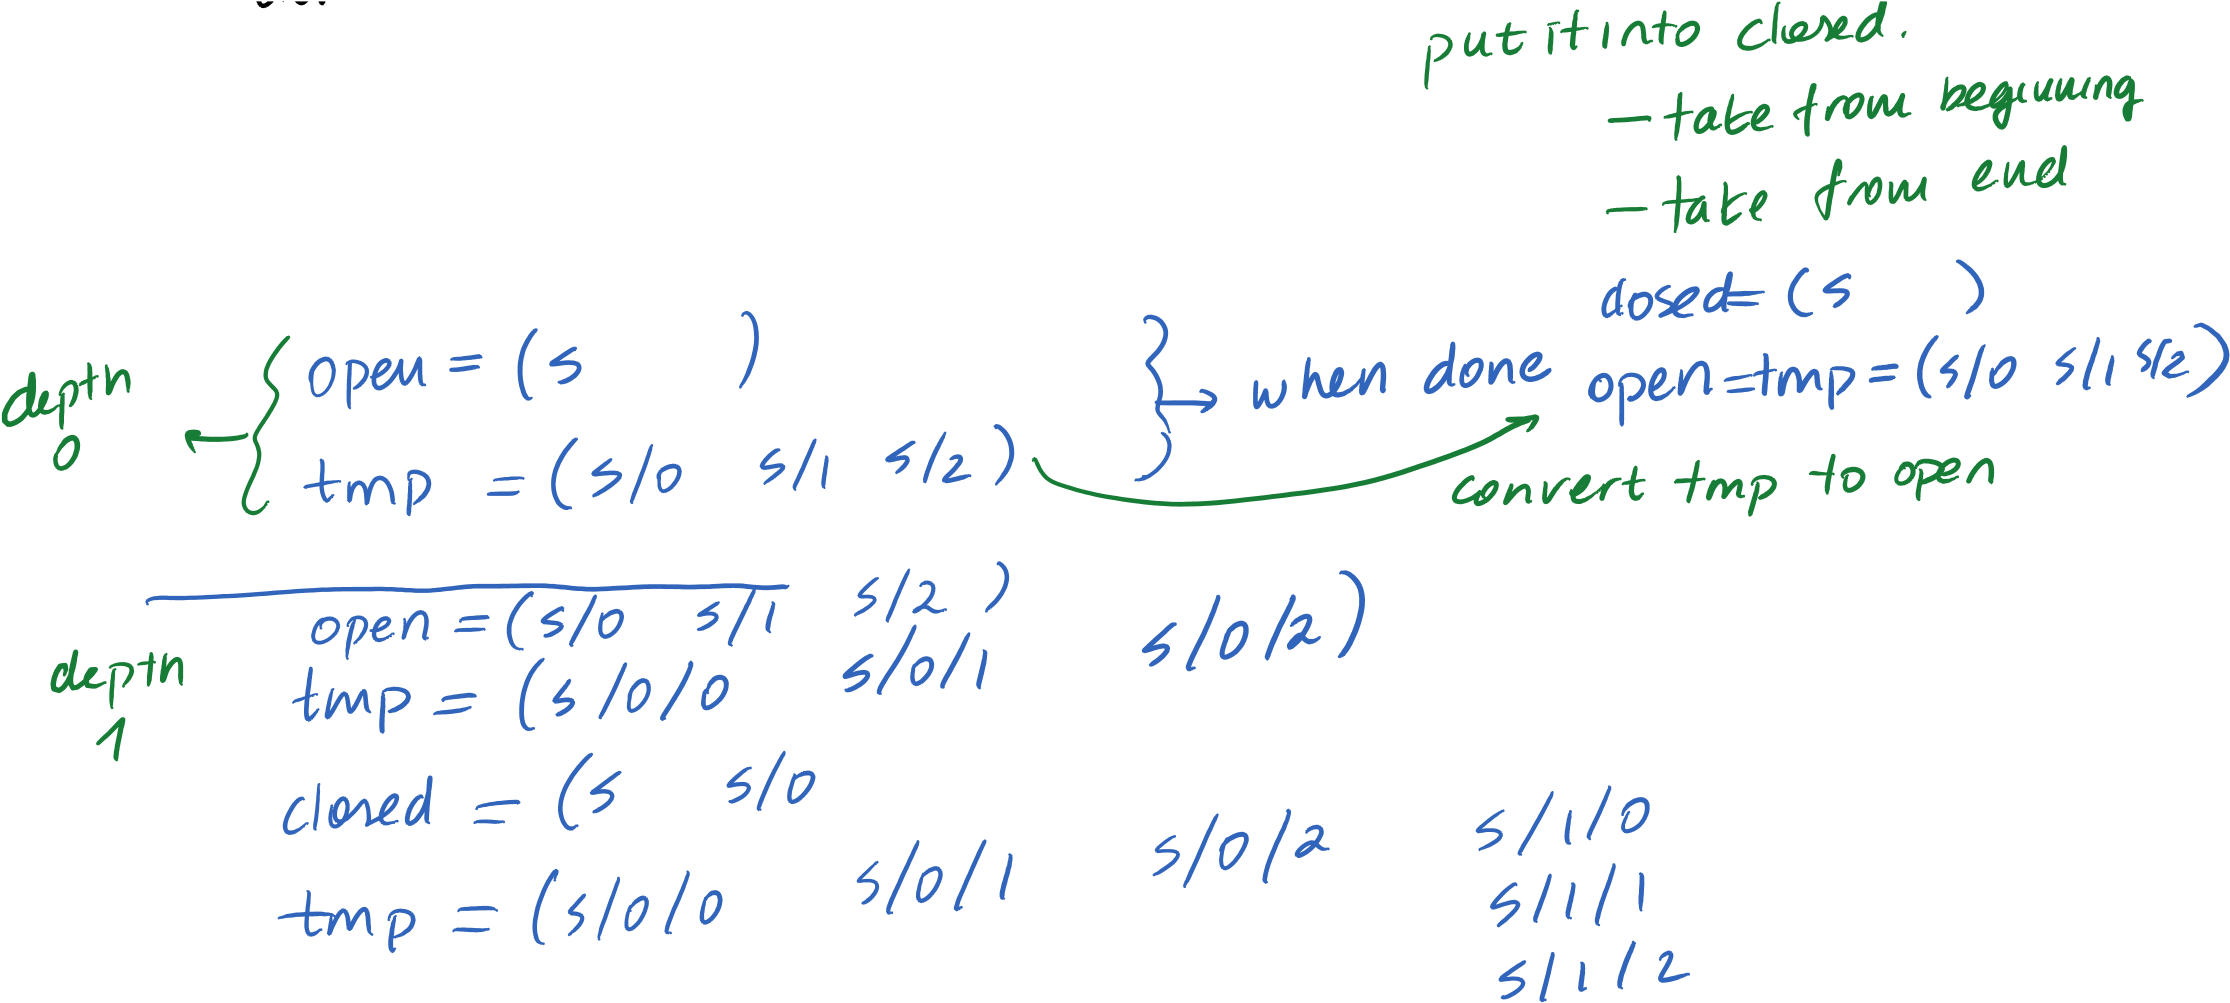 put it into closed.
- take from beginning
- take from end
closed = (s )
depth 0
open = (s )
when done
open = tmp = (s/0 s/1 s/2)
tmp = (s/0 s/1 s/2) )
convert tmp to open
open = (s/0 s/1 s/2 )
depth 1
tmp = (s/0/0 s/0/1 s/0/2)
closed = (s s/0
tmp = (s/0/0 s/0/1 s/0/2 s/1/0
s/1/1
s/1/2